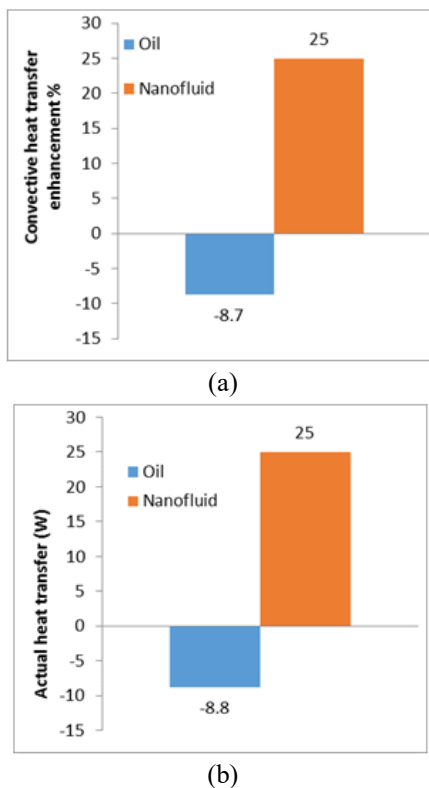 30
25
20
15
10
5
0
-5
-10
-15
Convective heat transfer
enhancement %
Oil
Nanofluid
25
-8.7
(a)
30
25
20
15
10
5
0
-5
-10
-15
Actual heat transfer (W)
Oil
Nanofluid
25
-8.8
(b)